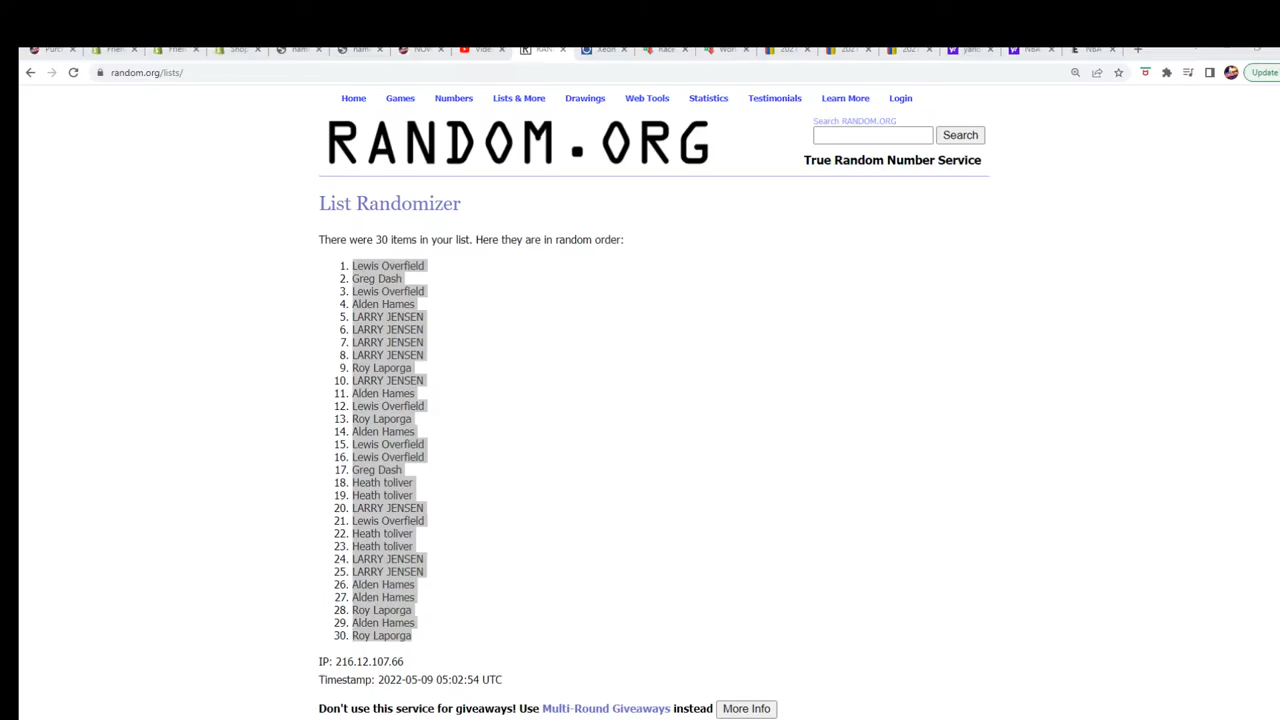 random.org/lists/
Update
Home Games Numbers Lists & More Drawings Web Tools Statistics Testimonials Learn More Login
RANDOM.ORG
Search RANDOM.ORG
Search
True Random Number Service
List Randomizer
There were 30 items in your list. Here they are in random order:
1. Lewis Overfield
2. Greg Dash
3. Lewis Overfield
4. Alden Hames
5. LARRY JENSEN
6. LARRY JENSEN
7. LARRY JENSEN
8. LARRY JENSEN
9. Roy Laporga
10. LARRY JENSEN
11. Alden Hames
12. Lewis Overfield
13. Roy Laporga
14. Alden Hames
15. Lewis Overfield
16. Lewis Overfield
17. Greg Dash
18. Heath toliver
19. Heath toliver
20. LARRY JENSEN
21. Lewis Overfield
22. Heath toliver
23. Heath toliver
24. LARRY JENSEN
25. LARRY JENSEN
26. Alden Hames
27. Alden Hames
28. Roy Laporga
29. Alden Hames
30. Roy Laporga
IP: 216.12.107.66
Timestamp: 2022-05-09 05:02:54 UTC
Don't use this service for giveaways! Use Multi-Round Giveaways instead More Info